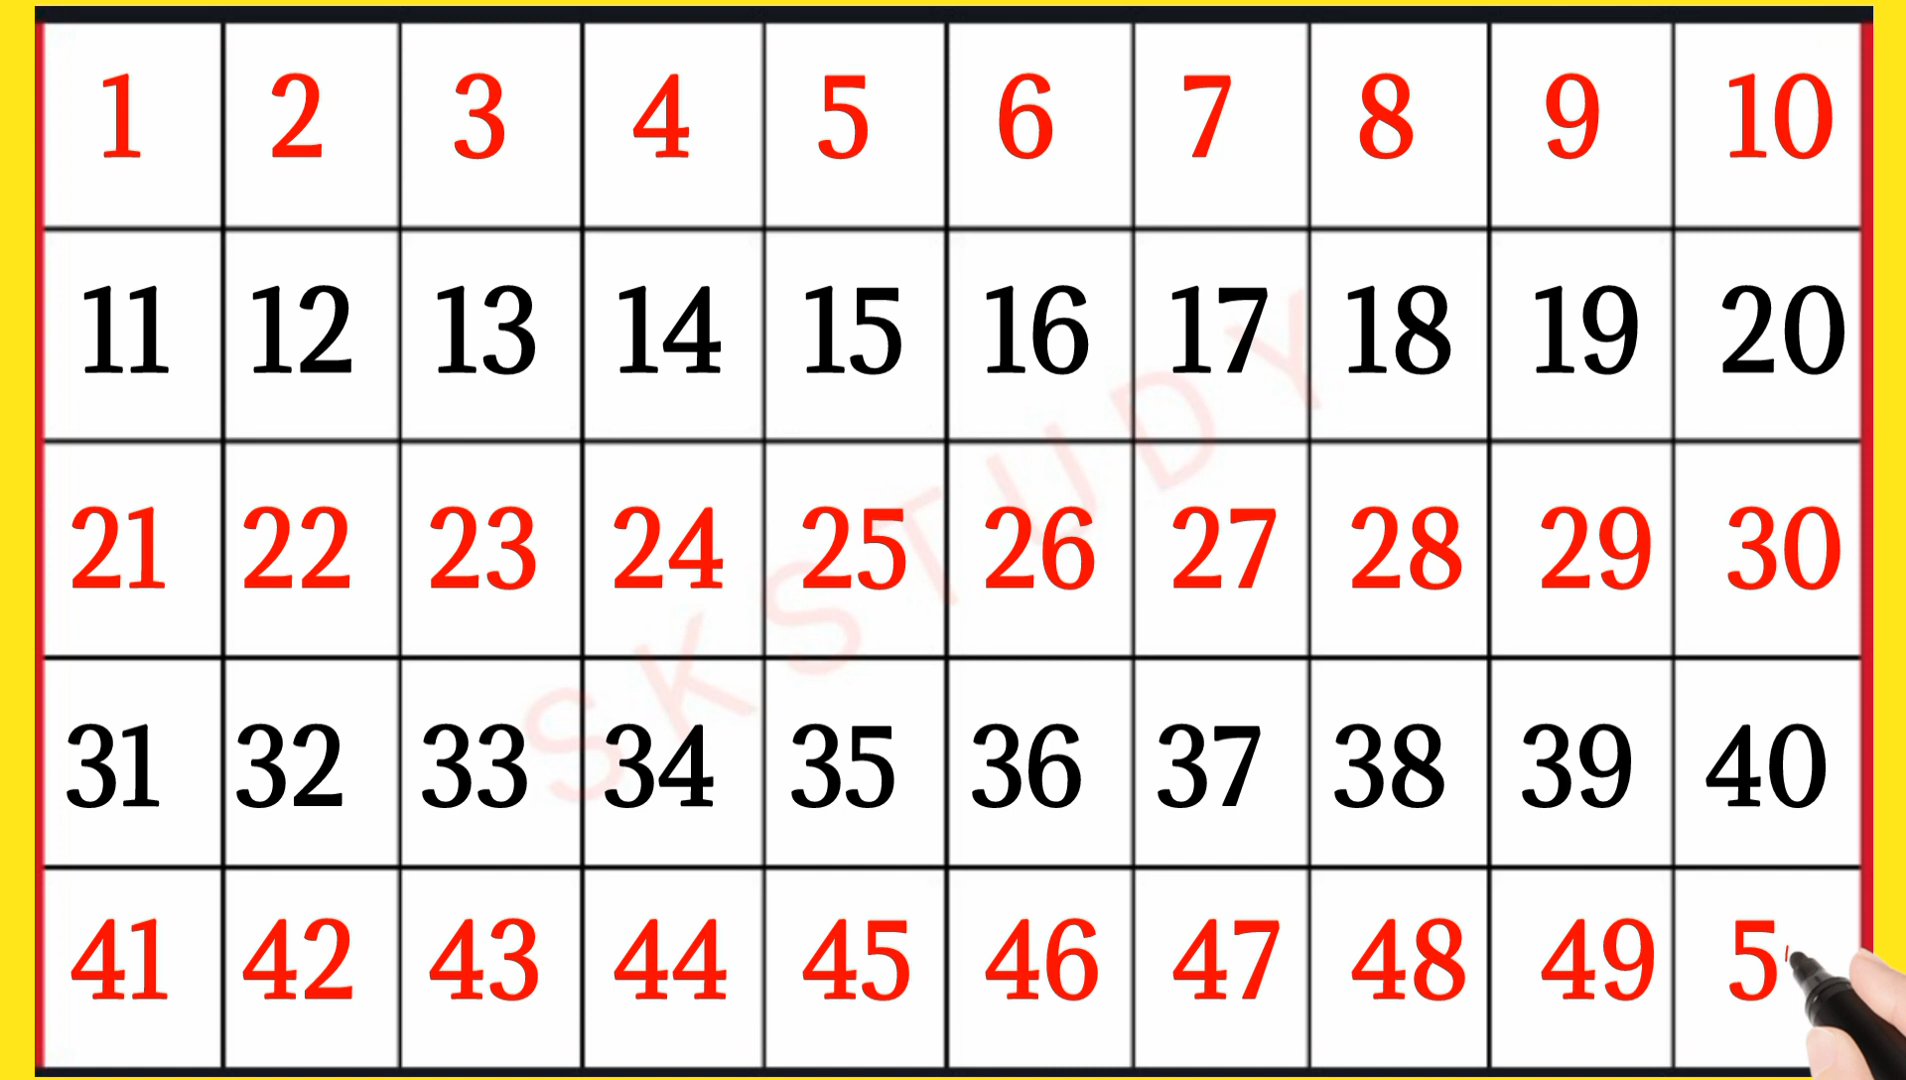 1 2 3 4 5 6 7 8 9 10
11 12 13 14 15 16 17 18 19 20
21 22 23 24 25 26 27 28 29 30
31 32 33 34 35 36 37 38 39 40
41 42 43 44 45 46 47 48 49 5
SKSTUDY